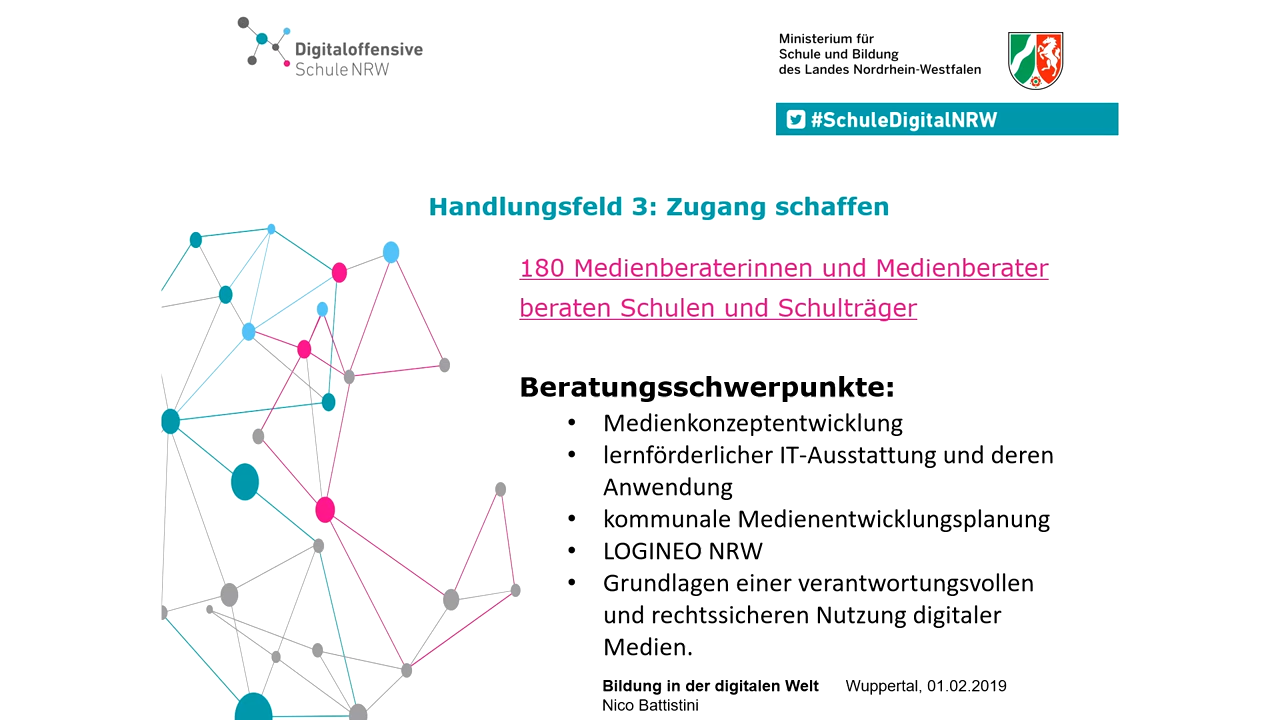 Digitaloffensive
Schule NRW
Ministerium für
Schule und Bildung
des Landes Nordrhein-Westfalen
#SchuleDigitalNRW
Handlungsfeld 3: Zugang schaffen
180 Medienberaterinnen und Medienberater
beraten Schulen und Schulträger
Beratungsschwerpunkte:
• Medienkonzeptentwicklung
• lernförderlicher IT-Ausstattung und deren
Anwendung
• kommunale Medienentwicklungsplanung
• LOGINEO NRW
• Grundlagen einer verantwortungsvollen
und rechtssicheren Nutzung digitaler
Medien.
Bildung in der digitalen Welt Wuppertal, 01.02.2019
Nico Battistini